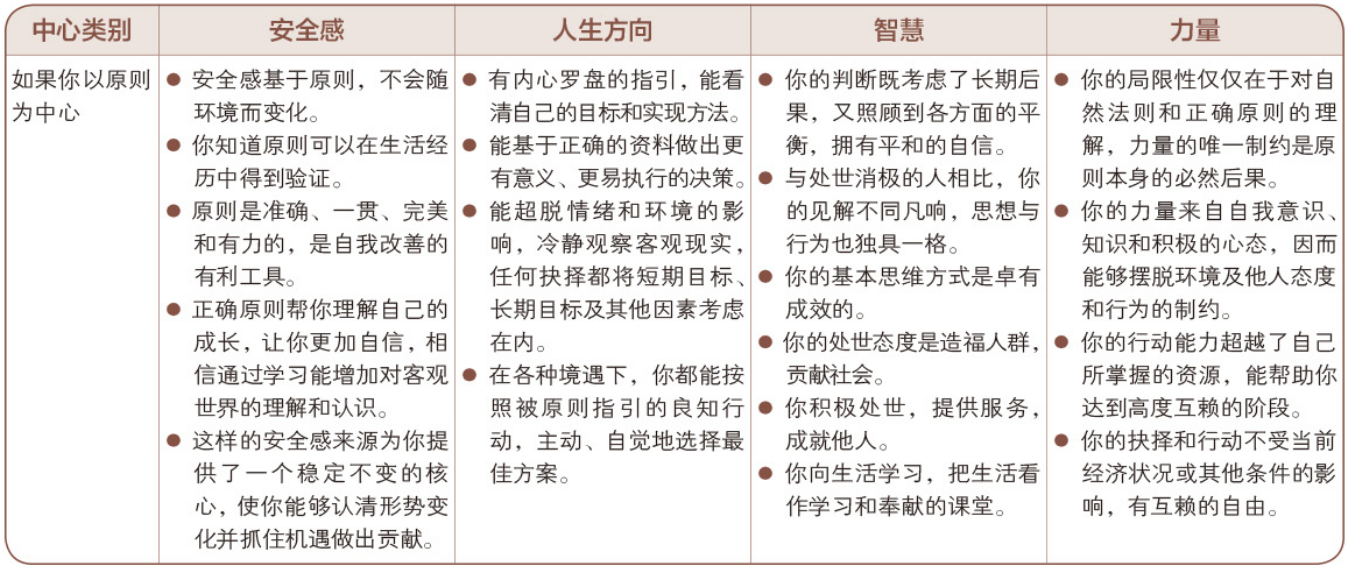 中心类别
安全感
人生方向
智慧
力量
如果你以原则
为中心
● 安全感基于原则，不会随
环境而变化。
● 你知道原则可以在生活经
历中得到验证。
● 原则是准确、一贯、完美
和有力的，是自我改善的
有利工具。
● 正确原则帮你理解自己的
成长，让你更加自信，相
信通过学习能增加对客观
世界的理解和认识。
● 这样的安全感来源为你提
供了一个稳定不变的核
心，使你能够认清形势变
化并抓住机遇做出贡献。
● 有内心罗盘的指引，能看
清自己的目标和实现方法。
● 能基于正确的资料做出更
有意义、更易执行的决策。
● 能超脱情绪和环境的影
响，冷静观察客观现实，
任何抉择都将短期目标、
长期目标及其他因素考虑
在内。
● 在各种境遇下，你都能按
照被原则指引的良知行
动，主动、自觉地选择最
佳方案。
● 你的判断既考虑了长期后
果，又照顾到各方面的平
衡，拥有平和的自信。
● 与处世消极的人相比，你
的见解不同凡响，思想与
行为也独具一格。
● 你的基本思维方式是卓有
成效的。
● 你的处世态度是造福人群，
贡献社会。
● 你积极处世，提供服务，
成就他人。
● 你向生活学习，把生活看
作学习和奉献的课堂。
● 你的局限性仅仅在于对自
然法则和正确原则的理
解，力量的唯一制约是原
则本身的必然后果。
● 你的力量来自自我意识、
知识和积极的心态，因而
能够摆脱环境及他人态度
和行为的制约。
● 你的行动能力超越了自己
所掌握的资源，能帮助你
达到高度互赖的阶段。
● 你的抉择和行动不受当前
经济状况或其他条件的影
响，有互赖的自由。